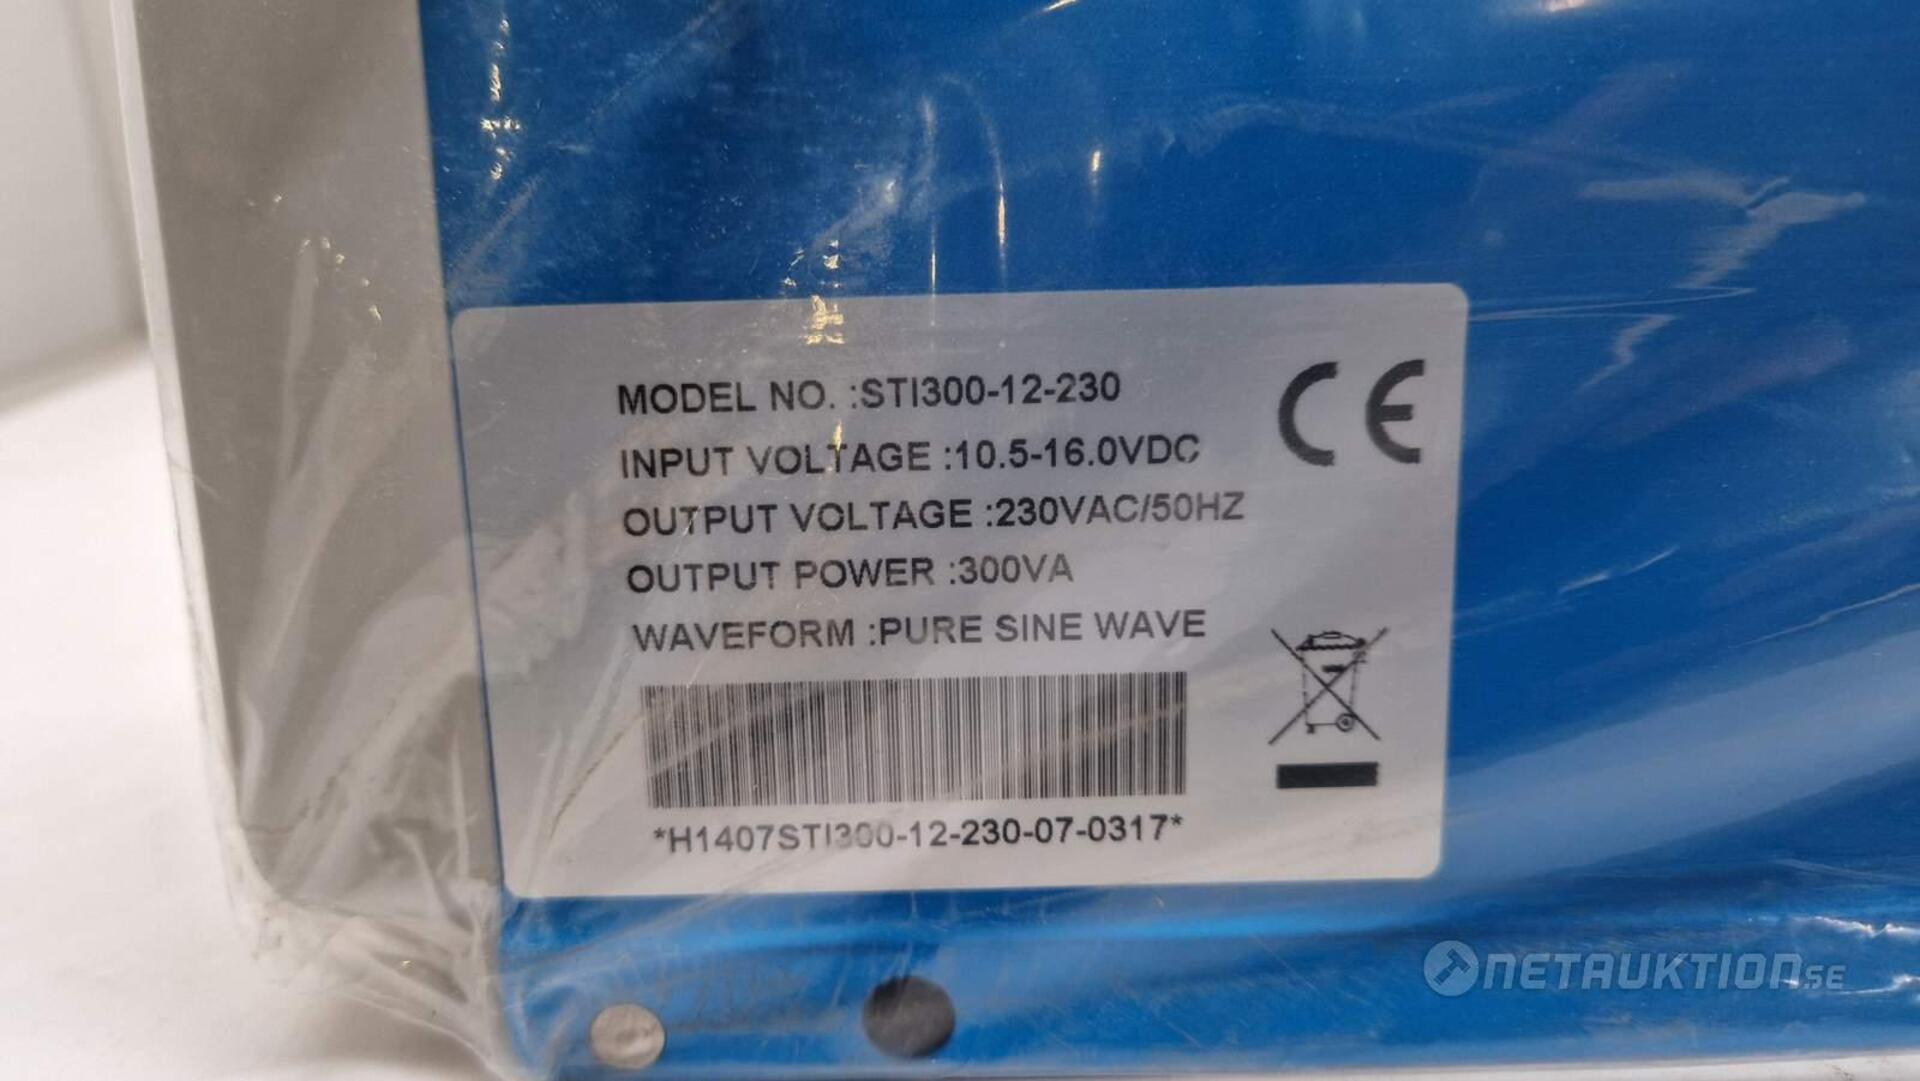 MODEL NO. :STI300-12-230
INPUT VOLTAGE :10.5-16.0VDC
OUTPUT VOLTAGE :230VAC/50HZ
OUTPUT POWER :300VA
WAVEFORM :PURE SINE WAVE
CE
*H1407STI300-12-230-07-0317*
NETAUKTION.SE